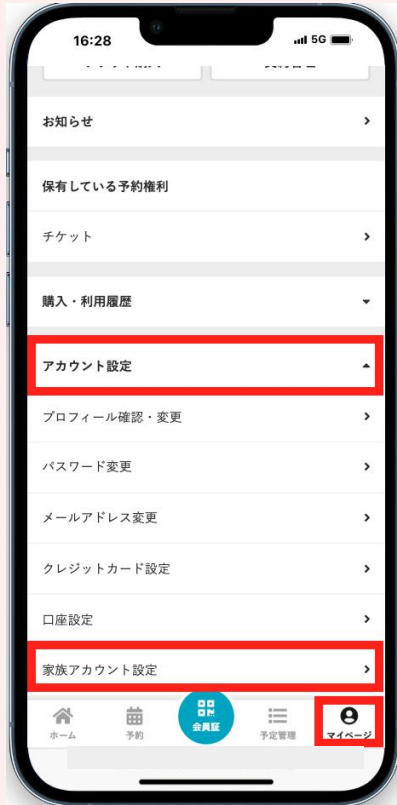 16:28
5G
お知らせ
保有している予約権利
チケット
購入・利用履歴
アカウント設定
プロフィール確認・変更
パスワード変更
メールアドレス変更
クレジットカード設定
口座設定
家族アカウント設定
ホーム
予約
会員証
予定管理
マイページ